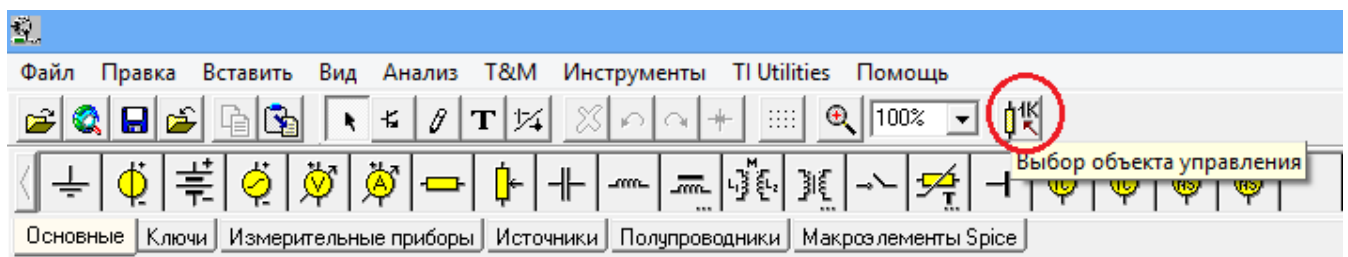 Файл Правка Вставить Вид Анализ T&M Инструменты TI Utilities Помощь
T 100% 1K
Выбор объекта управления
M
Основные Ключи Измерительные приборы Источники Полупроводники Макроэлементы Spice